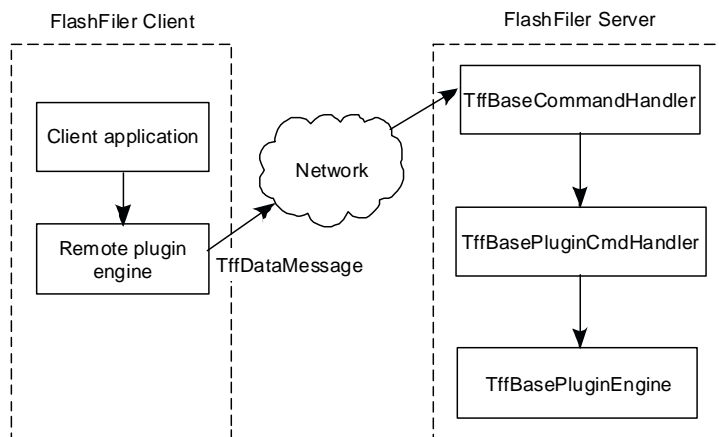 FlashFiler Client
FlashFiler Server
Client application
Remote plugin
engine
TffDataMessage
Network
TffBaseCommandHandler
TffBasePluginCmdHandler
TffBasePluginEngine